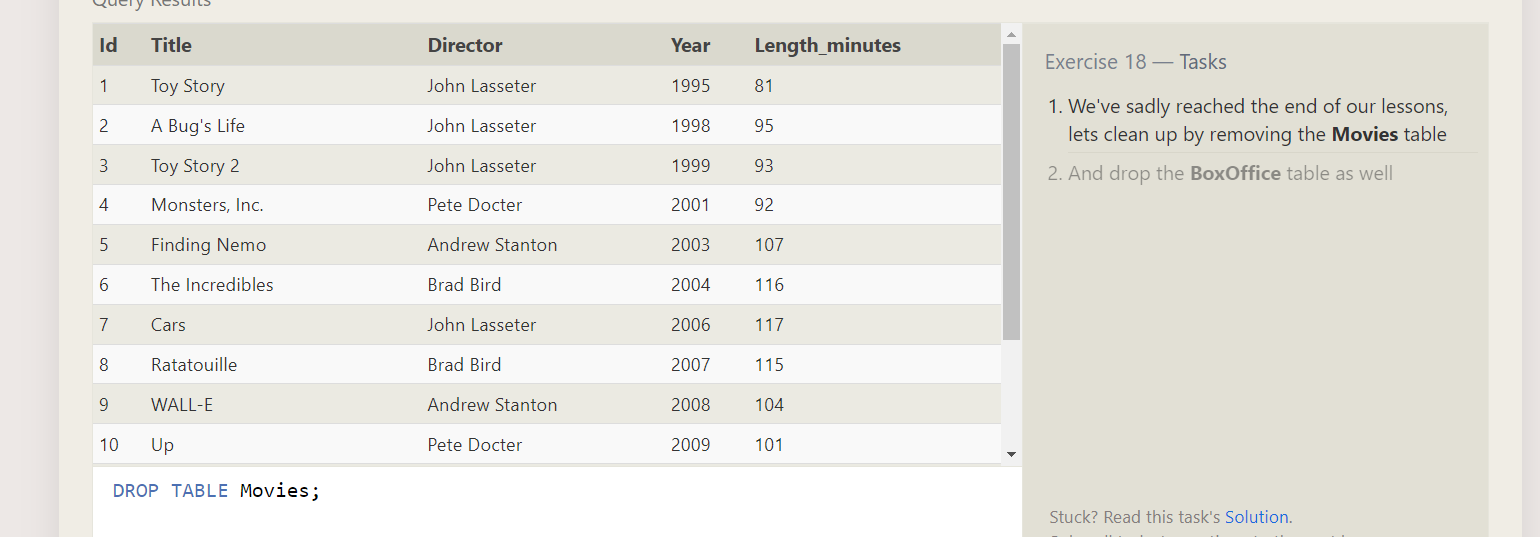 Query Results
Id Title Director Year Length_minutes
1 Toy Story John Lasseter 1995 81
2 A Bug's Life John Lasseter 1998 95
3 Toy Story 2 John Lasseter 1999 93
4 Monsters, Inc. Pete Docter 2001 92
5 Finding Nemo Andrew Stanton 2003 107
6 The Incredibles Brad Bird 2004 116
7 Cars John Lasseter 2006 117
8 Ratatouille Brad Bird 2007 115
9 WALL-E Andrew Stanton 2008 104
10 Up Pete Docter 2009 101
DROP TABLE Movies;
Exercise 18 — Tasks
1. We've sadly reached the end of our lessons,
lets clean up by removing the Movies table
2. And drop the BoxOffice table as well
Stuck? Read this task's Solution.